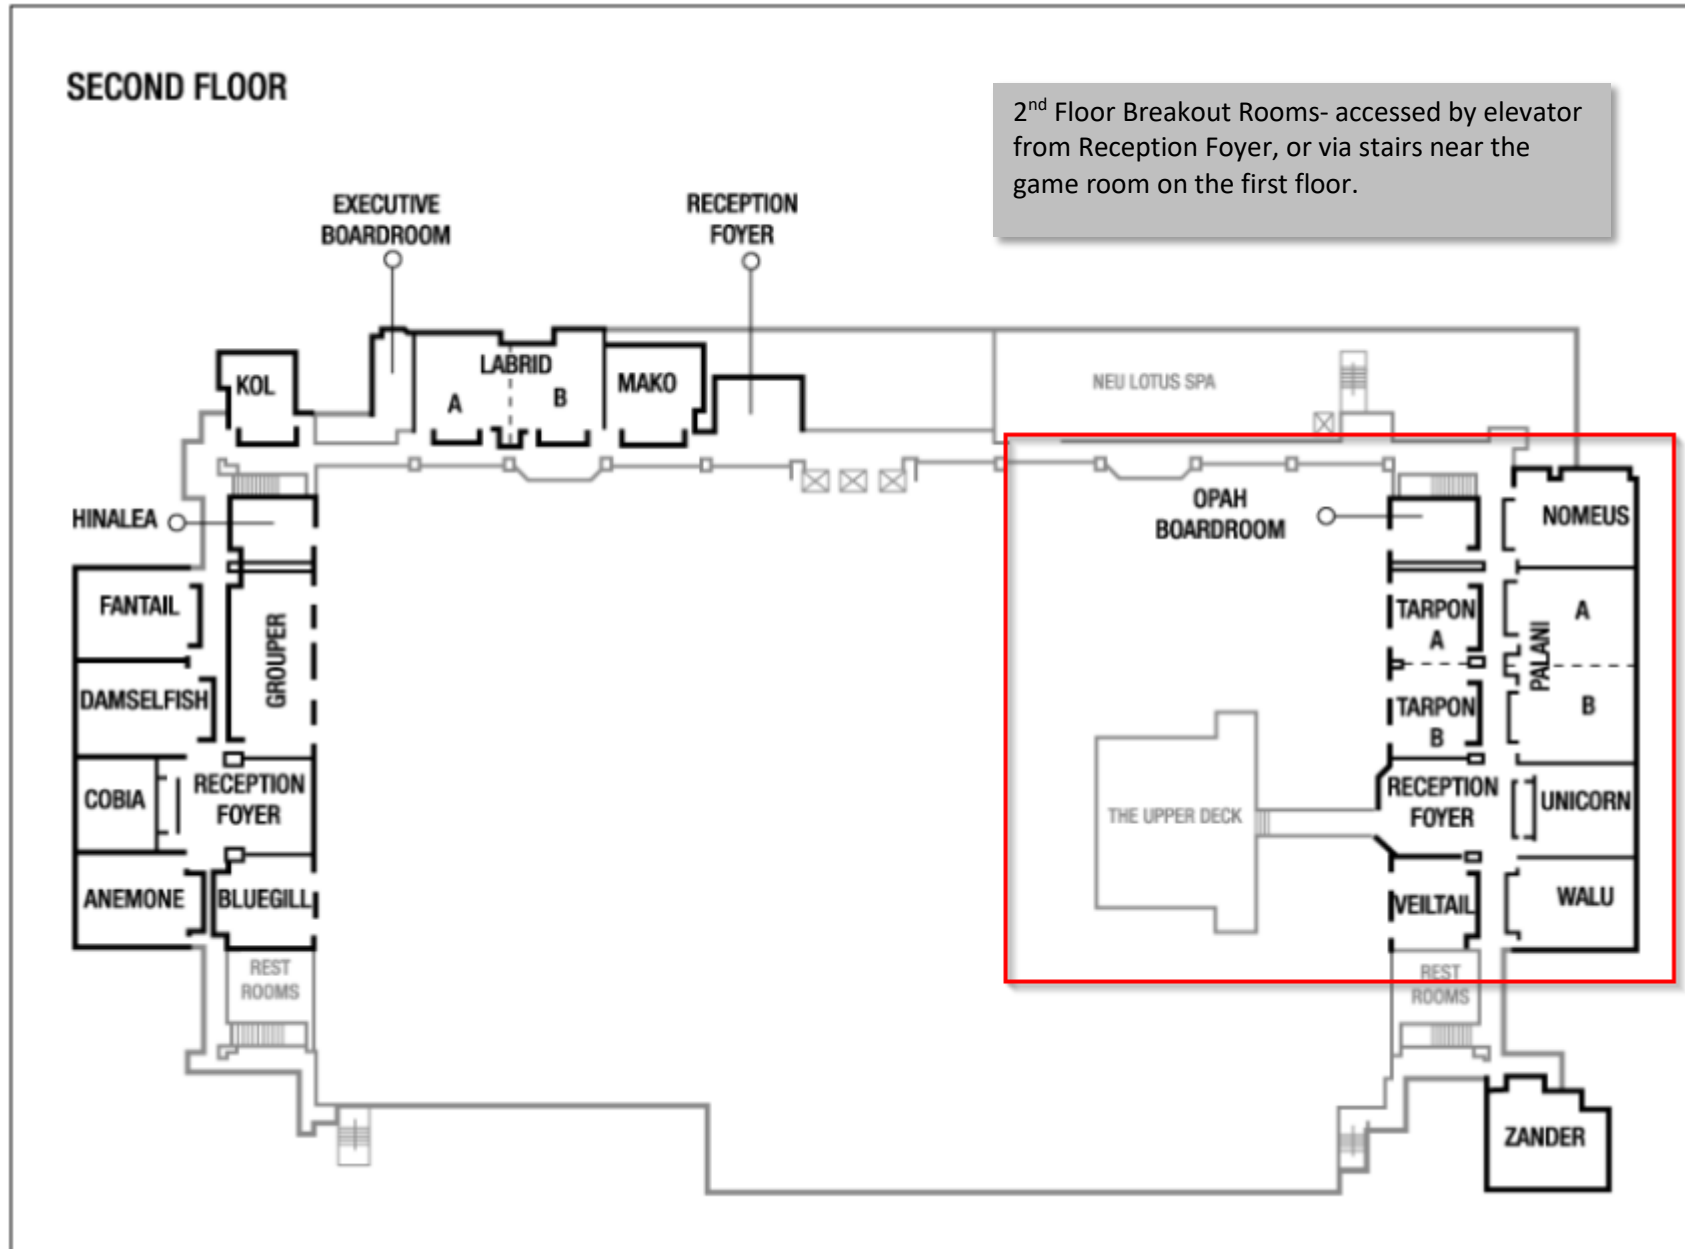 SECOND FLOOR
2nd Floor Breakout Rooms- accessed by elevator
from Reception Foyer, or via stairs near the
game room on the first floor.
EXECUTIVE
BOARDROOM
RECEPTION
FOYER
KOL
LABRID
A
B
MAKO
NEU LOTUS SPA
HINALEA
OPAH
BOARDROOM
NOMEUS
FANTAIL
GROUPER
TARPON
A
PALANI
A
DAMSELFISH
TARPON
B
B
COBIA
RECEPTION
FOYER
THE UPPER DECK
RECEPTION
FOYER
UNICORN
ANEMONE
BLUEGILL
VEILTAIL
WALU
REST
ROOMS
REST
ROOMS
ZANDER